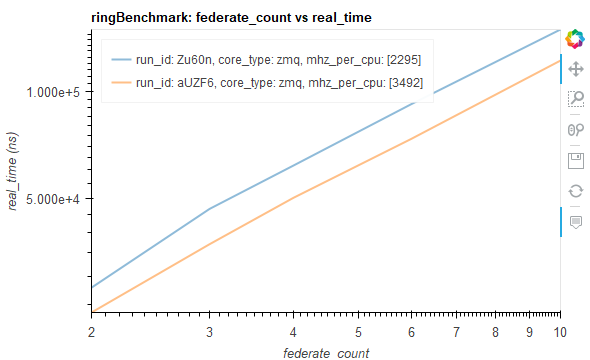 ringBenchmark: federate_count vs real_time
run_id: Zu60n, core_type: zmq, mhz_per_cpu: [2295]
run_id: aUZF6, core_type: zmq, mhz_per_cpu: [3492]
1.000e+5
5.000e+4
real_time (ns)
2 3 4 5 6 7 8 9 10
federate_count